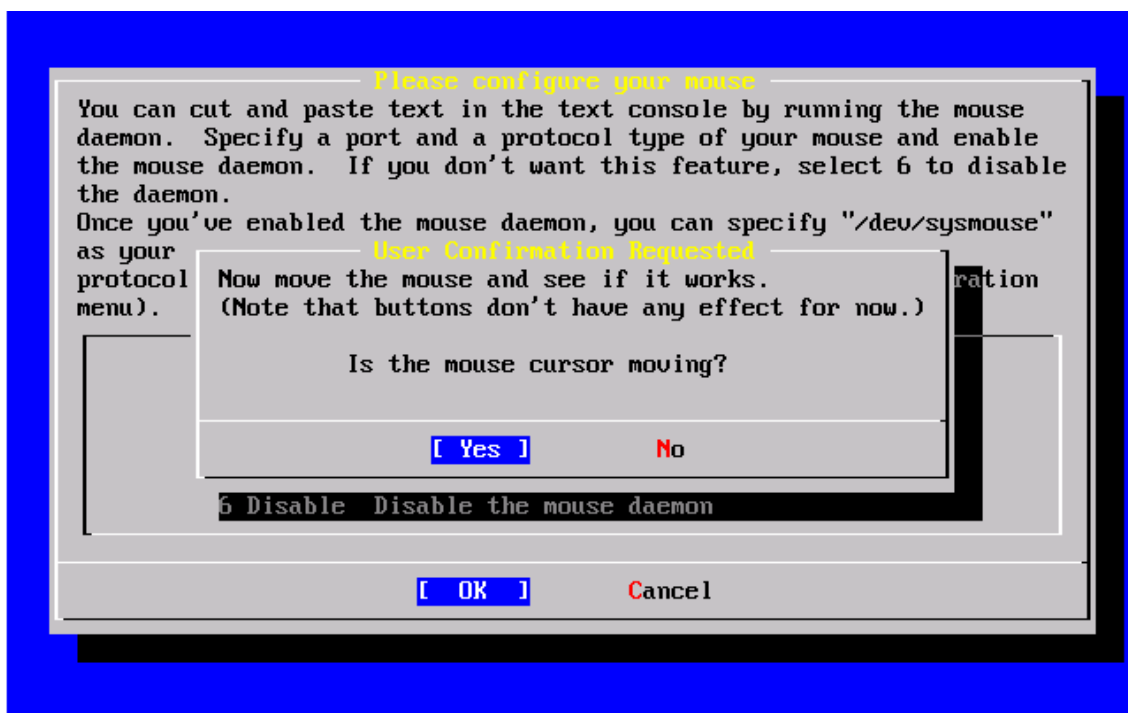 Please configure your mouse
You can cut and paste text in the text console by running the mouse
daemon.  Specify a port and a protocol type of your mouse and enable
the mouse daemon.  If you don't want this feature, select 6 to disable
the daemon.
Once you've enabled the mouse daemon, you can specify "/dev/sysmouse"
as your
protocol ration
menu).
User Confirmation Requested
Now move the mouse and see if it works.
(Note that buttons don't have any effect for now.)
Is the mouse cursor moving?
[ Yes ] No
6 Disable  Disable the mouse daemon
[ OK ] Cancel